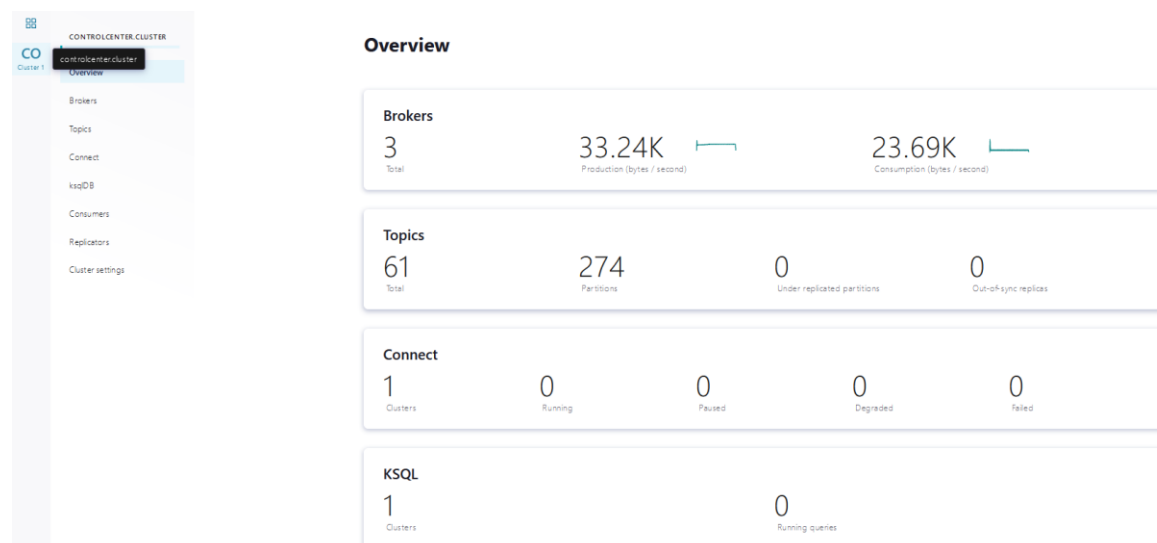 CONTROLCENTER.CLUSTER
CO
Cluster 1
controlcenter.cluster
Overview
Brokers
Topics
Connect
ksqlDB
Consumers
Replicators
Cluster settings
Overview
Brokers
3
Total
33.24K
Production (bytes / second)
23.69K
Consumption (bytes / second)
Topics
61
Total
274
Partitions
0
Under replicated partitions
0
Out-of-sync replicas
Connect
1
Clusters
0
Running
0
Paused
0
Degraded
0
Failed
KSQL
1
Clusters
0
Running queries